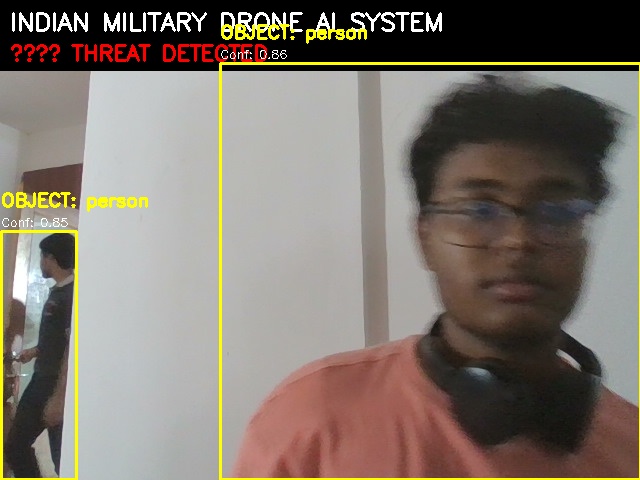 INDIAN MILITARY DRONE AI SYSTEM
OBJECT: person
???? THREAT DETECTED
Conf: 0.86
OBJECT: person
Conf: 0.85